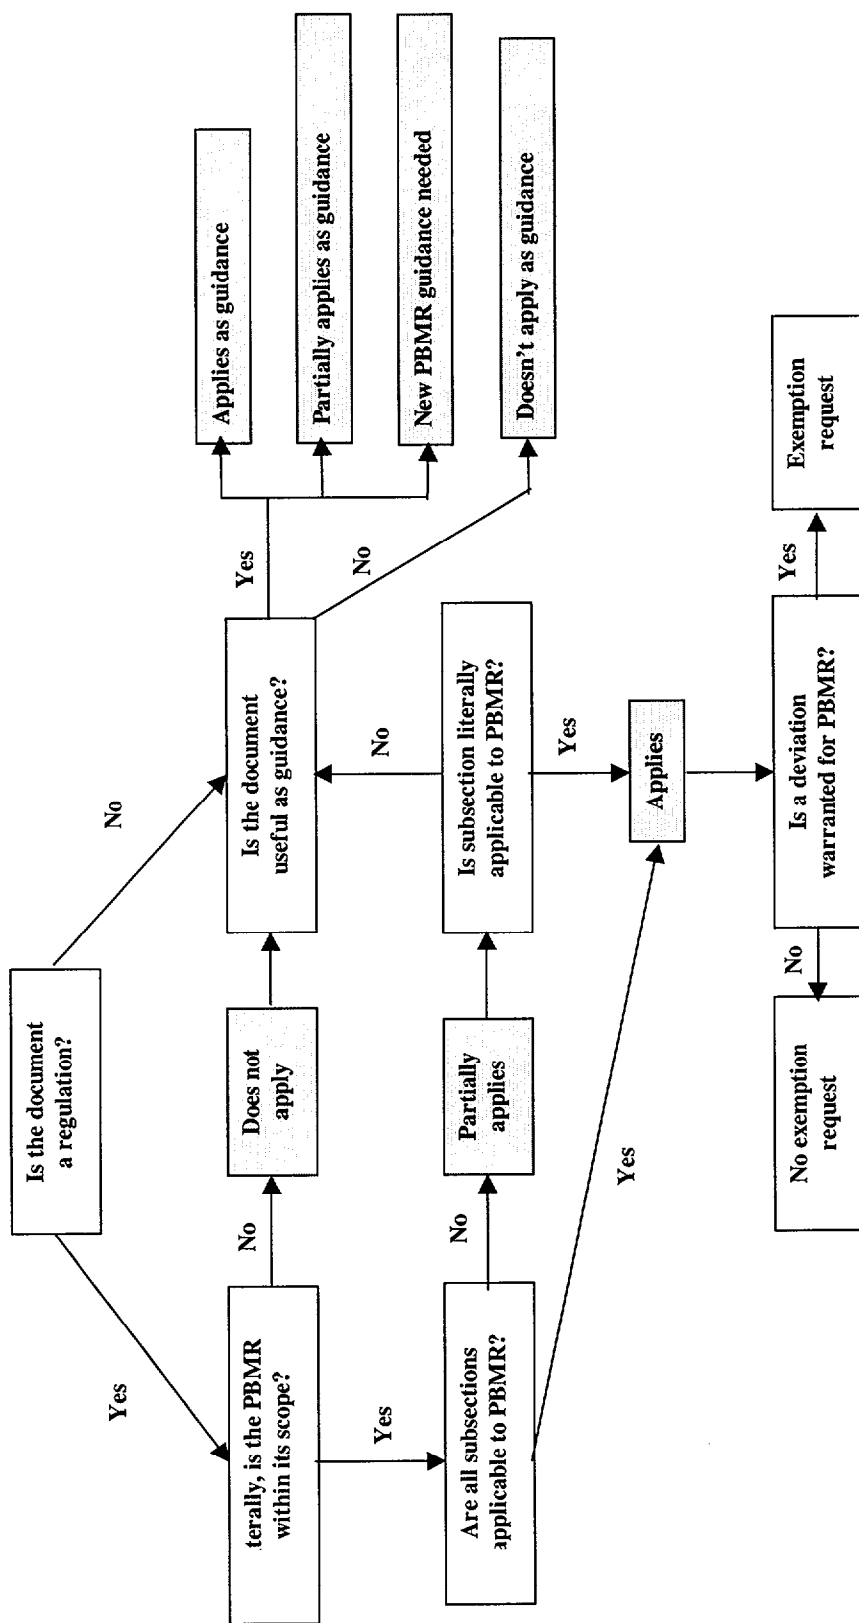 Is the document
a regulation?
Yes
No
terally, is the PBMR
within its scope?
No
Does not
apply
Is the document
useful as guidance?
Yes
No
Applies as guidance
Partially applies as guidance
New PBMR guidance needed
Doesn't apply as guidance
Yes
No
Are all subsections
applicable to PBMR?
No
Partially
applies
Is subsection literally
applicable to PBMR?
Yes
Yes
Applies
No exemption
request
No
Is a deviation
warranted for PBMR?
Yes
Exemption
request